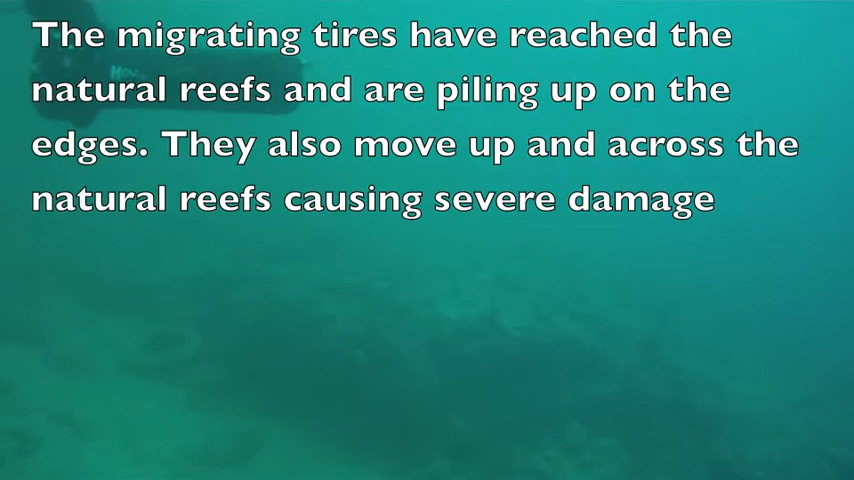 The migrating tires have reached the
natural reefs and are piling up on the
edges. They also move up and across the
natural reefs causing severe damage